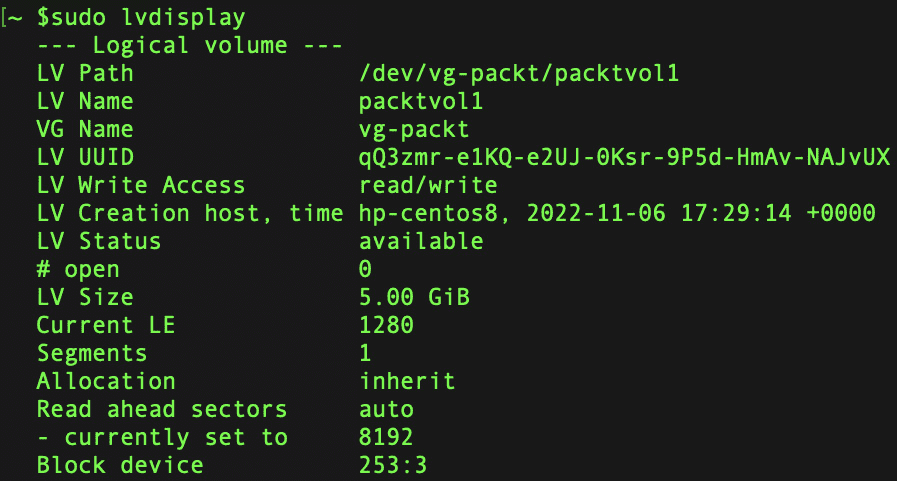 [~ $sudo lvdisplay
--- Logical volume ---
LV Path /dev/vg-packt/packtvol1
LV Name packtvol1
VG Name vg-packt
LV UUID qQ3zmr-e1KQ-e2UJ-0Ksr-9P5d-HmAv-NAJvUX
LV Write Access read/write
LV Creation host, time hp-centos8, 2022-11-06 17:29:14 +0000
LV Status available
# open 0
LV Size 5.00 GiB
Current LE 1280
Segments 1
Allocation inherit
Read ahead sectors auto
- currently set to 8192
Block device 253:3